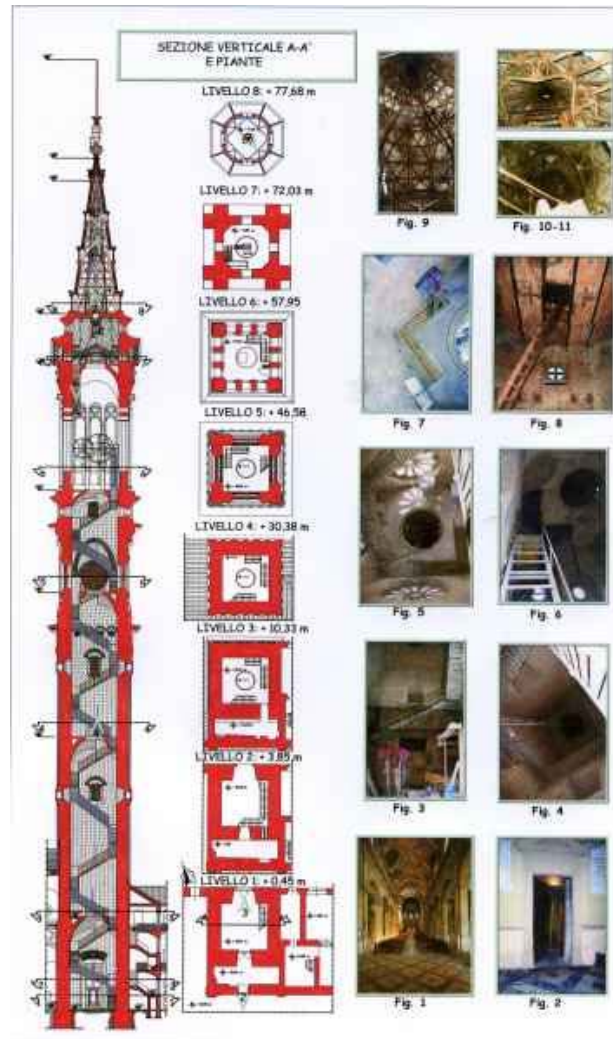 SEZIONE VERTICALE A-A'
E PIANTE
LIVELLO 8: + 77,68 m
LIVELLO 7: + 72,03 m
LIVELLO 6: + 57,95
LIVELLO 5: + 46,58
LIVELLO 4: + 30,38 m
LIVELLO 3: + 10,33 m
LIVELLO 2: + 3,85 m
LIVELLO 1: + 0,45 m
Fig. 9
Fig. 10-11
Fig. 7
Fig. 8
Fig. 5
Fig. 6
Fig. 3
Fig. 4
Fig. 1
Fig. 2